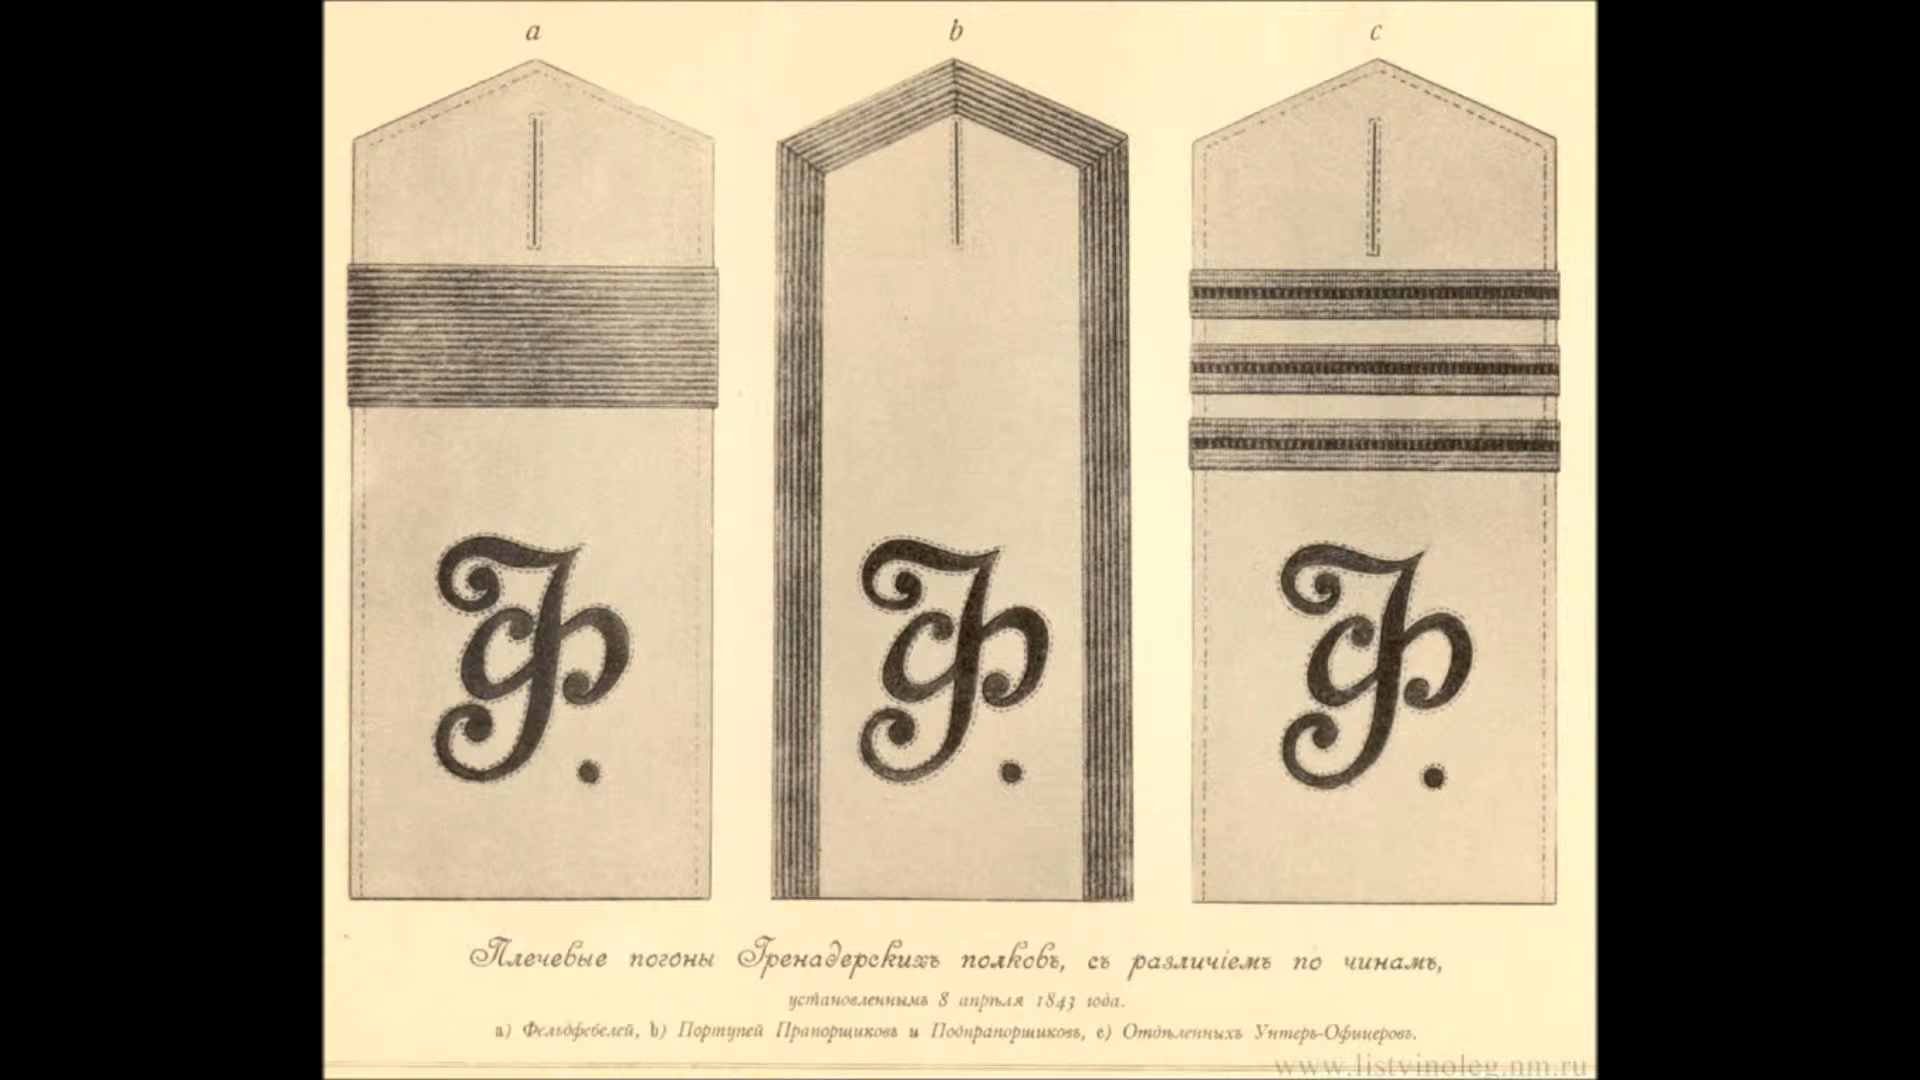 a b c
Ф. Ф. Ф.
Плечевые погоны Гренадерскихъ полковъ, съ различіемъ по чинамъ,
установленнымъ 8 апрѣля 1843 года.
a) Фельдфебелей, b) Портупей Прапорщиковъ и Подпрапорщиковъ, c) Отдѣленныхъ Унтеръ-Офицеровъ.
www.listvinoleg.nm.ru